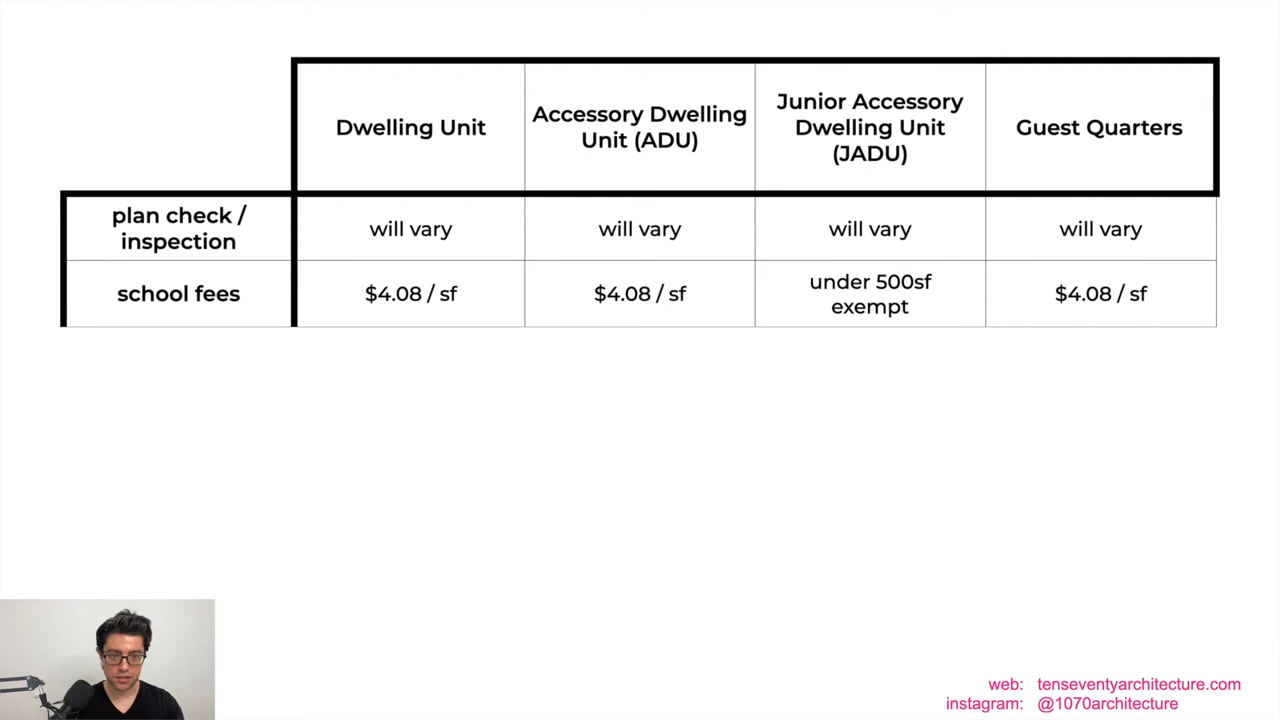 Dwelling Unit
Accessory Dwelling
Unit (ADU)
Junior Accessory
Dwelling Unit
(JADU)
Guest Quarters
plan check /
inspection
will vary
will vary
will vary
will vary
school fees
$4.08 / sf
$4.08 / sf
under 500sf
exempt
$4.08 / sf
web: tenseventyarchitecture.com
instagram: @1070architecture